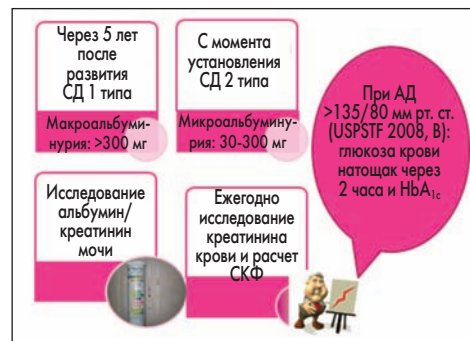 Через 5 лет
после
развития
СД 1 типа
Макроальбуми-
нурия: >300 мг
С момента
установления
СД 2 типа
Микроальбумину-
рия: 30-300 мг
При АД
>135/80 мм рт. ст.
(USPSTF 2008, В):
глюкоза крови
натощак через
2 часа и HbA1c
Исследование
альбумин/
креатинин
мочи
Ежегодно
исследование
креатинина
крови и расчет
СКФ